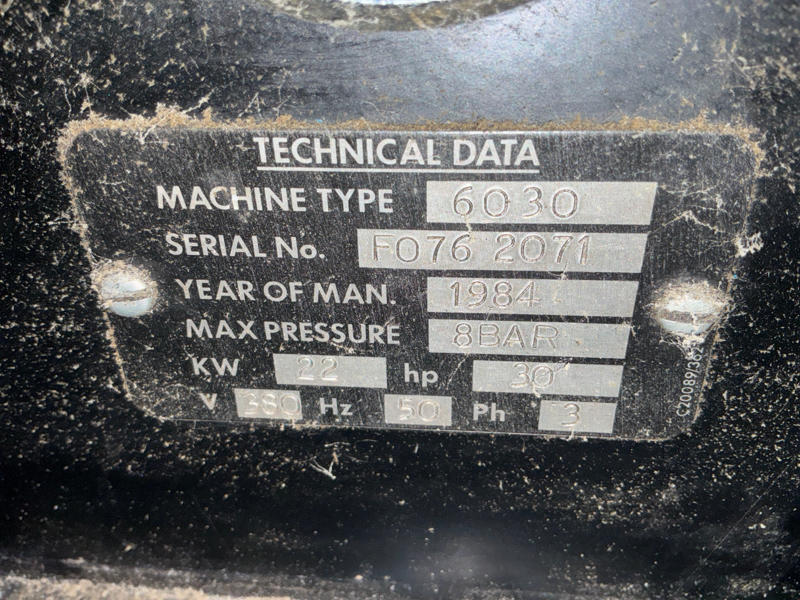 TECHNICAL DATA
MACHINE TYPE 6030
SERIAL No. F076 2071
YEAR OF MAN. 1984
MAX PRESSURE 8BAR
KW 22 hp 30
V 380 Hz 50 Ph 3